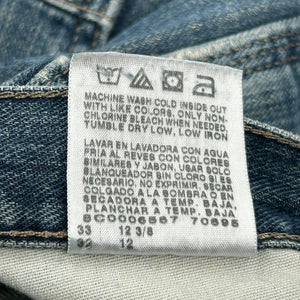 MACHINE WASH COLD INSIDE OUT
WITH LIKE COLORS. ONLY NON-
CHLORINE BLEACH WHEN NEEDED.
TUMBLE DRY LOW, LOW IRON
LAVAR EN LAVADORA CON AGUA
FRIA AL REVES CON COLORES
SIMILARES Y JABON. USAR SOLO
BLANQUEADOR SIN CLORO SI ES
NECESARIO. NO EXPRIMIR. SECAR
COLGADO A LA SOMBRA O EN
SECADORA A TEMP. BAJA
PLANCHAR A TEMP. BAJA
70695
33 12 3/8
32 12